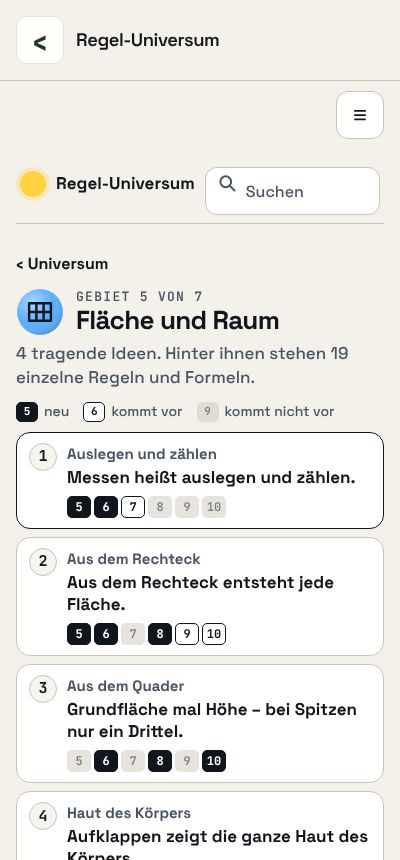 < Regel-Universum
≡
Regel-Universum Suchen
< Universum
GEBIET 5 VON 7
Fläche und Raum
4 tragende Ideen. Hinter ihnen stehen 19
einzelne Regeln und Formeln.
5 neu 6 kommt vor 9 kommt nicht vor
1 Auslegen und zählen
Messen heißt auslegen und zählen.
5 6 7 8 9 10
2 Aus dem Rechteck
Aus dem Rechteck entsteht jede
Fläche.
5 6 7 8 9 10
3 Aus dem Quader
Grundfläche mal Höhe – bei Spitzen
nur ein Drittel.
5 6 7 8 9 10
4 Haut des Körpers
Aufklappen zeigt die ganze Haut des
Körpers.